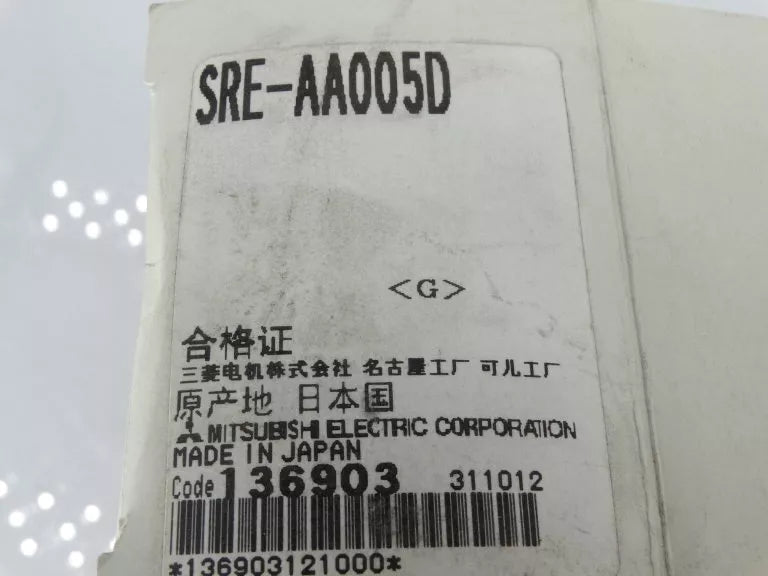 SRE-AA005D
<G>
合格证
三菱电机株式会社 名古屋工厂 可儿工厂
原产地 日本国
MITSUBISHI ELECTRIC CORPORATION
MADE IN JAPAN
Code 136903 311012
*136903121000*